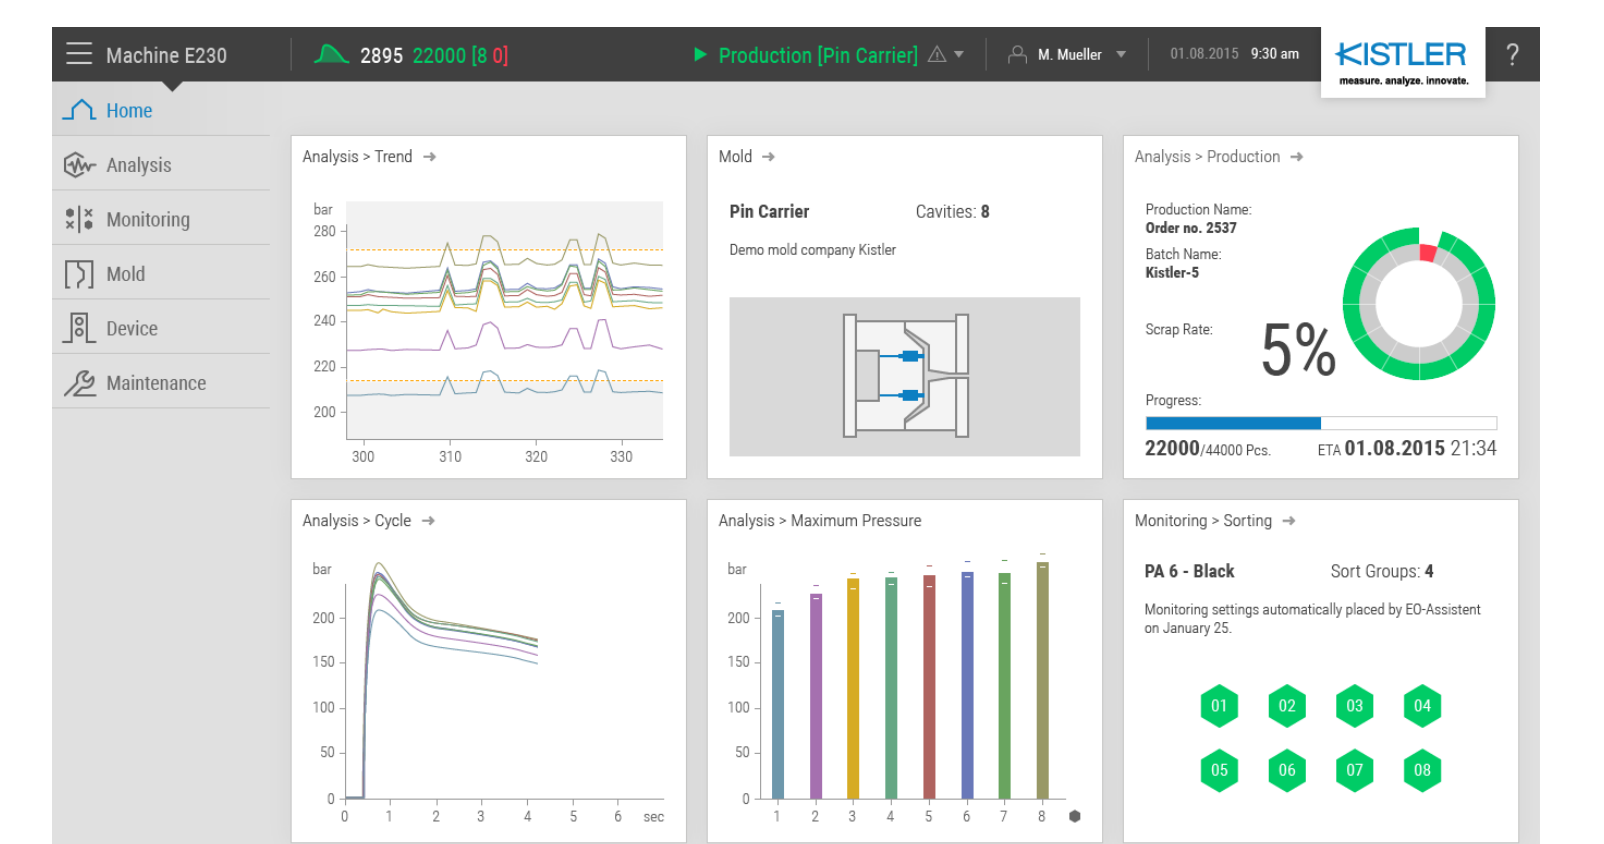 Machine E230
2895 22000 [8 0]
Production [Pin Carrier]
M. Mueller
01.08.2015 9:30 am
KISTLER
measure. analyze. innovate.
?
Home
Analysis
Monitoring
Mold
Device
Maintenance
Analysis > Trend
bar
280
260
240
220
200
300 310 320 330
Mold
Pin Carrier Cavities: 8
Demo mold company Kistler
Analysis > Production
Production Name:
Order no. 2537
Batch Name:
Kistler-5
Scrap Rate: 5%
Progress:
22000/44000 Pcs. ETA 01.08.2015 21:34
Analysis > Cycle
bar
200
150
100
50
0
0 1 2 3 4 5 6 sec
Analysis > Maximum Pressure
bar
200
150
100
50
0
1 2 3 4 5 6 7 8
Monitoring > Sorting
PA 6 - Black Sort Groups: 4
Monitoring settings automatically placed by EO-Assistent
on January 25.
01 02 03 04
05 06 07 08